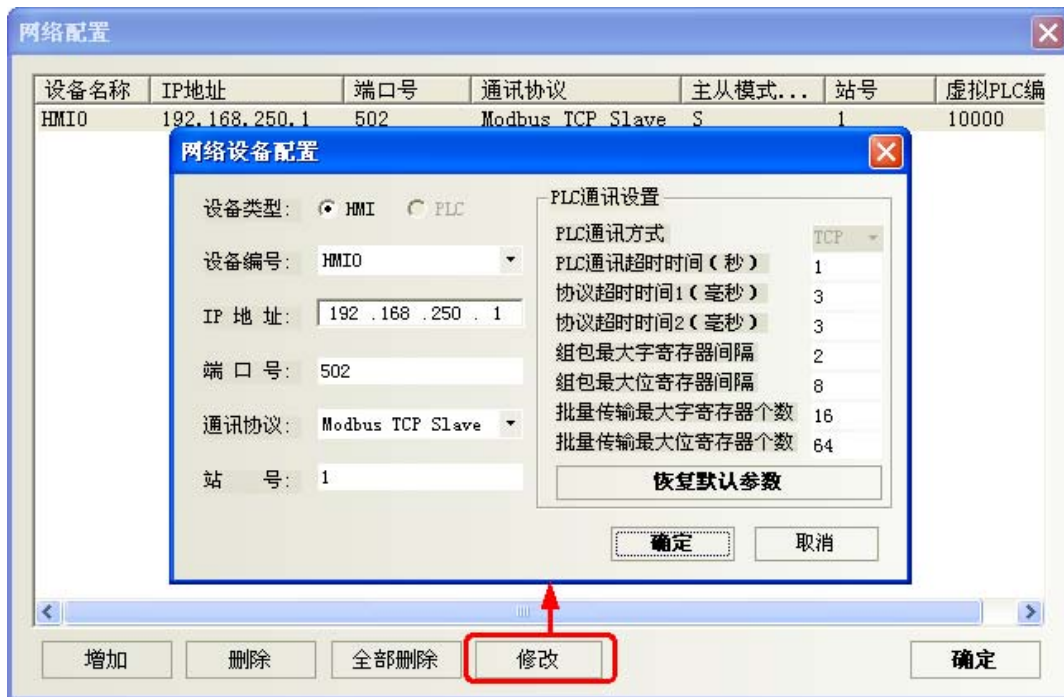 网络配置
设备名称 IP地址 端口号 通讯协议 主从模式... 站号 虚拟PLC编
HMI0 192.168.250.1 502 Modbus TCP Slave S 1 10000
网络设备配置
设备类型: HMI PLC
设备编号: HMI0
IP 地 址: 192 .168 .250 . 1
端 口 号: 502
通讯协议: Modbus TCP Slave
站 号: 1
PLC通讯设置
PLC通讯方式 TCP
PLC通讯超时时间(秒) 1
协议超时时间1(毫秒) 3
协议超时时间2(毫秒) 3
组包最大字寄存器间隔 2
组包最大位寄存器间隔 8
批量传输最大字寄存器个数 16
批量传输最大位寄存器个数 64
恢复默认参数
确定 取消
增加 删除 全部删除 修改 确定